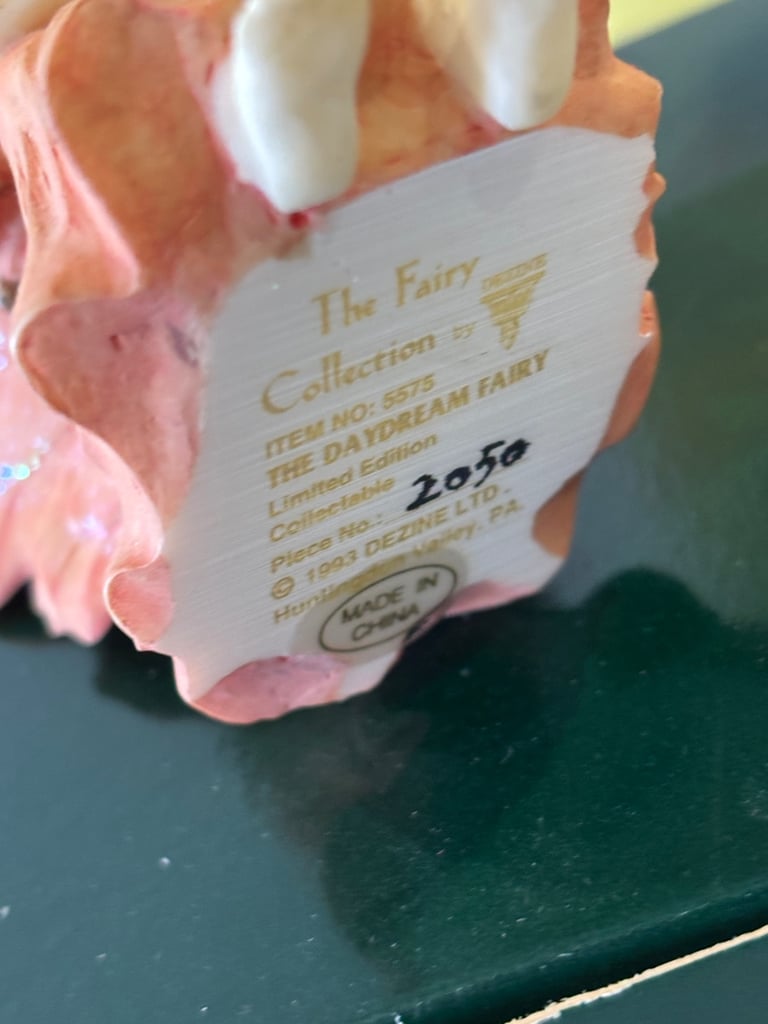 The Fairy
Collection by DEZINE
ITEM NO: 5575
THE DAYDREAM FAIRY
Limited Edition
Collectable
Piece No.: 2050
© 1993 DEZINE LTD.
Huntingdon Valley, PA.
MADE IN
CHINA